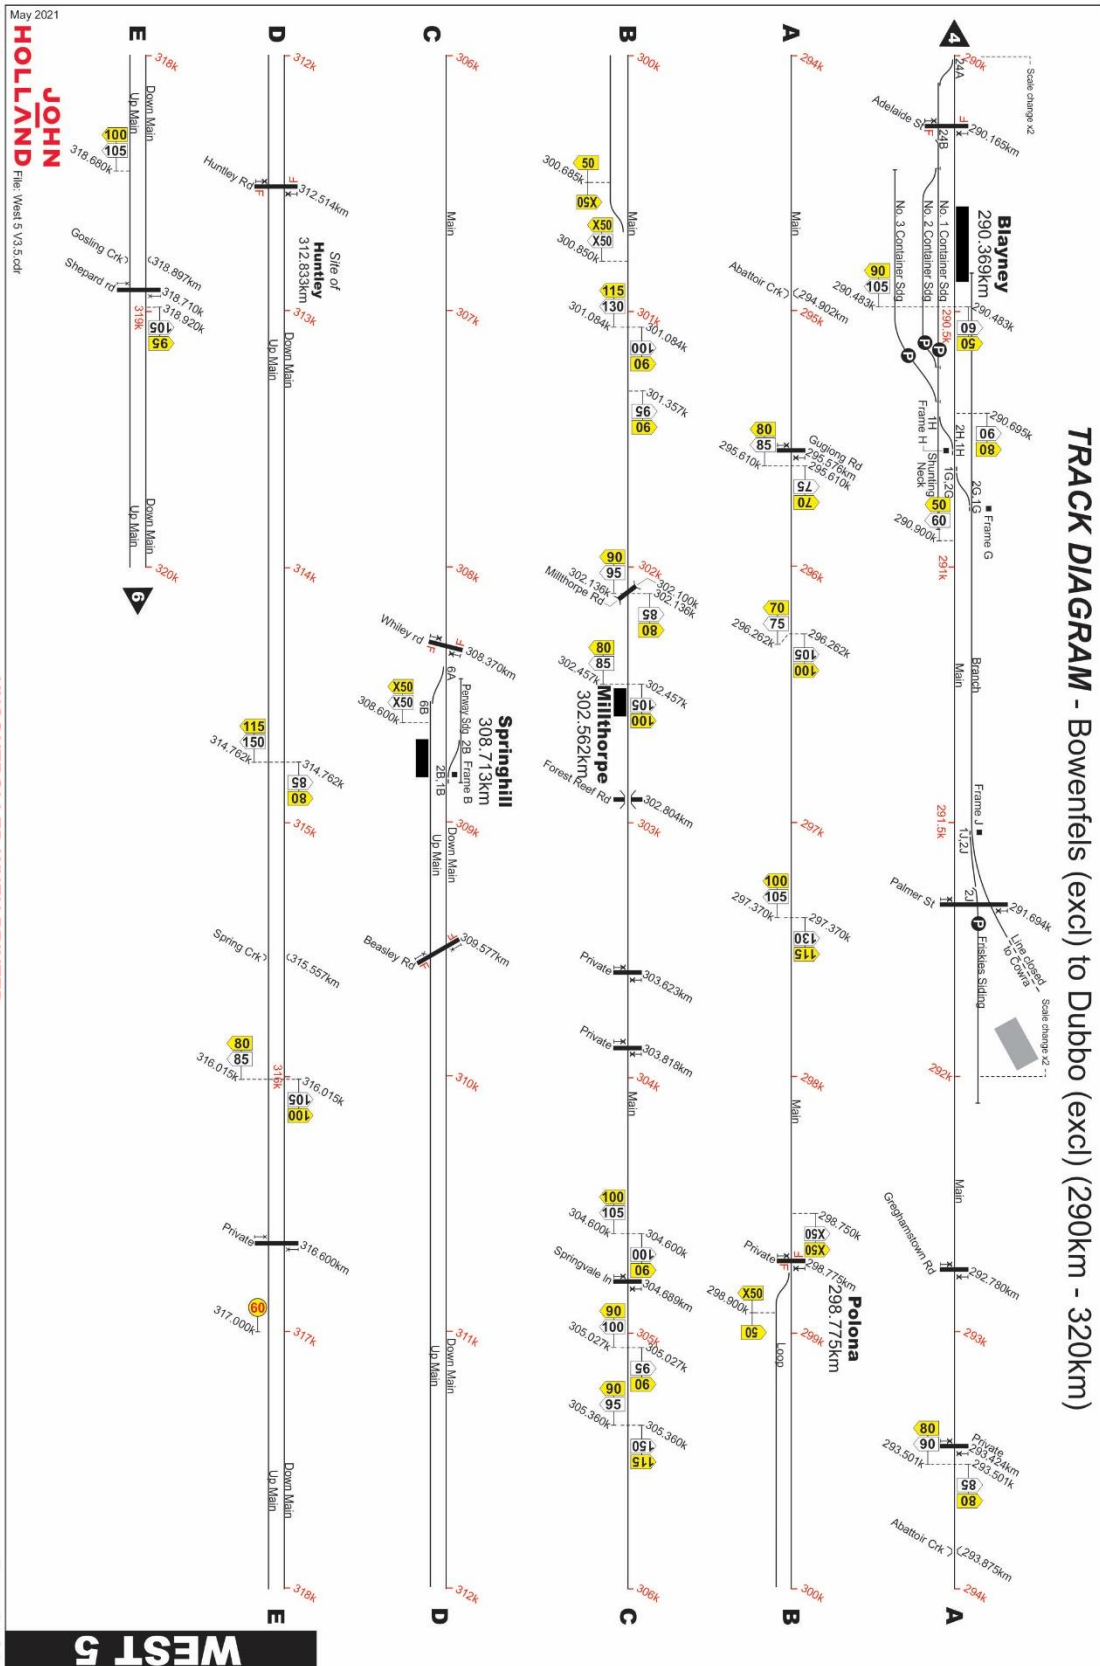 TRACK DIAGRAM - Bowenfels (excl) to Dubbo (excl) (290km - 320km)
4
290k
Scale change x2
24A
Adelaide St
F
F
290.165km
24B
Blayney
290.369km
No. 1 Container Sdg
No. 2 Container Sdg
No. 3 Container Sdg
90
105
290.483k
290.483k
60
50
290.5k
P
P
P
290.695k
90
80
1H
Frame H
2H,1H
Shunting
Neck
1G,2G
2G,1G
Frame G
50
60
290.900k
291k
Branch
Main
Frame J
291.5k
1J,2J
2J
Palmer St
291.694k
P
Friskies Siding
Line closed
to Cowra
Scale change x2
292k
Main
Greghamstown Rd
292.780km
293k
80
90
Private
293.424km
293.501k
293.501k
85
80
Abattoir Crk
293.875km
294k
A
A
294k
Main
Abattoir Crk
294.902km
295k
80
85
Gugiong Rd
295.576km
295.610k
295.610k
75
70
296k
70
75
296.262k
296.262k
105
100
297k
100
105
297.370k
297.370k
130
115
298k
Main
298.750k
X50
X50
Private
F
F
298.775km
Polona
298.775km
X50
298.900k
50
299k
Loop
300k
B
B
300k
50
300.685k
X50
Main
X50
X50
300.850k
115
130
301k
301.084k
301.084k
100
90
301.357k
95
90
90
95
302k
302.136k
Millthorpe Rd
302.100k
302.136k
85
80
80
85
302.457k
302.457k
105
100
Millthorpe
302.562km
Forest Reef Rd
302.804km
303k
Private
303.623km
Private
303.818km
304k
Main
100
105
304.600k
304.600k
100
90
Springvale ln
304.689km
90
100
305k
305.027k
305.027k
95
90
90
95
305.360k
305.360k
150
115
306k
C
C
306k
Main
307k
308k
Whiley rd
F
F
308.370km
6A
6B
X50
X50
308.600k
Perway Sdg
2B
Frame B
2B,1B
Springhill
308.713km
309k
Down Main
Up Main
Beasley Rd
F
F
309.577km
310k
311k
Down Main
Up Main
312k
D
D
312k
Huntley Rd
F
F
312.514km
Site of
Huntley
312.833km
313k
Down Main
Up Main
314k
115
150
314.762k
314.762k
85
80
315k
Spring Crk
315.557km
80
85
316.015k
316k
316.015k
105
100
Private
316.600km
60
317.000k
317k
Down Main
Up Main
318k
E
E
318k
Down Main
Up Main
100
105
318.680k
Gosling Crk
318.897km
Shepard rd
318.710k
319k
318.920k
105
95
Down Main
Up Main
320k
6
May 2021
JOHN
HOLLAND
File: West 5 V3.5.cdr
WEST 5